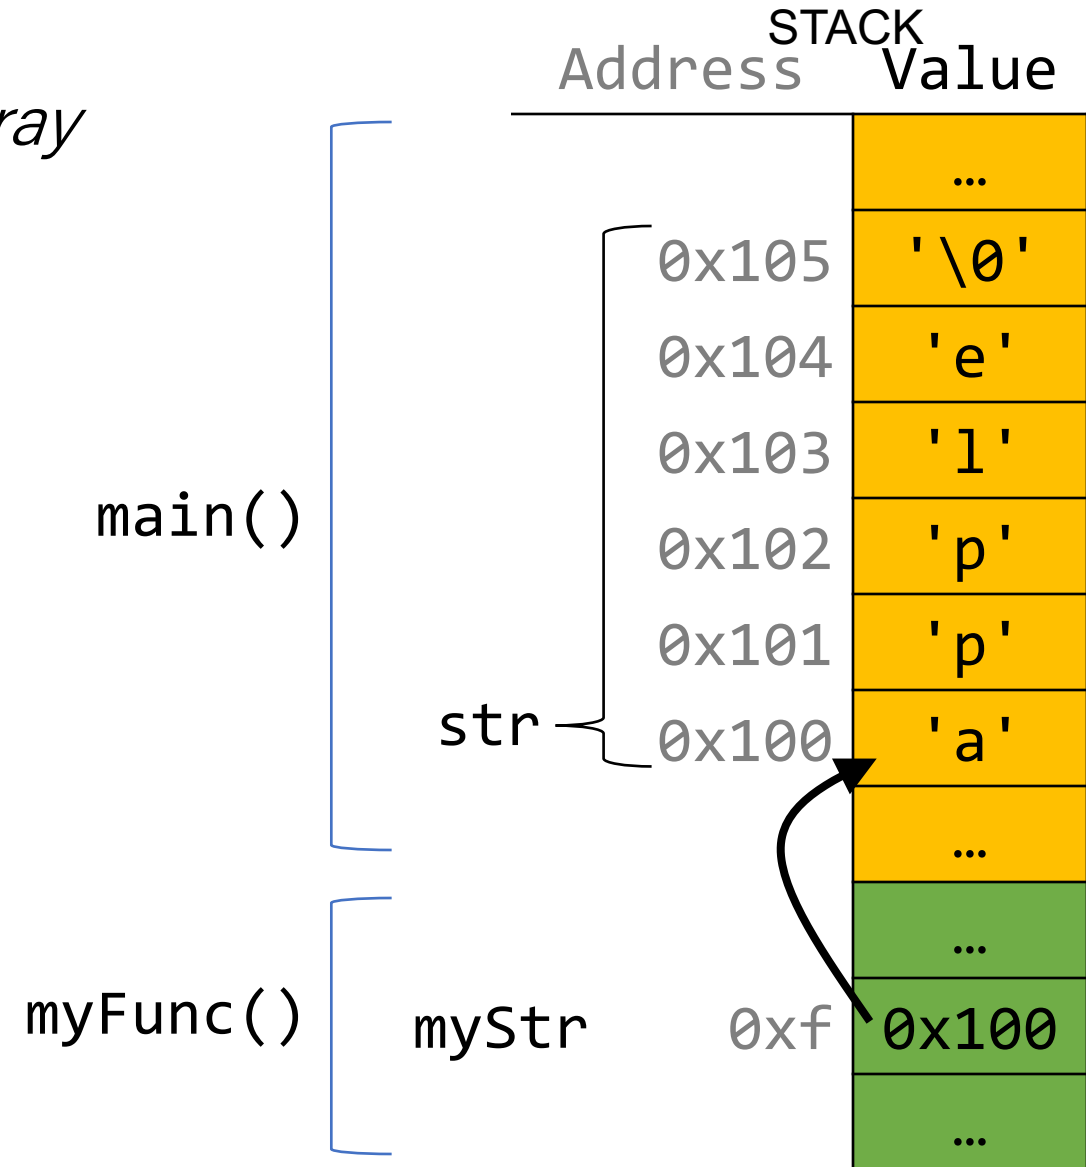 STACK
Address Value
ray
…
0x105 '\0'
0x104 'e'
0x103 'l'
main()
0x102 'p'
0x101 'p'
str 0x100 'a'
…
…
myFunc() myStr 0xf 0x100
…